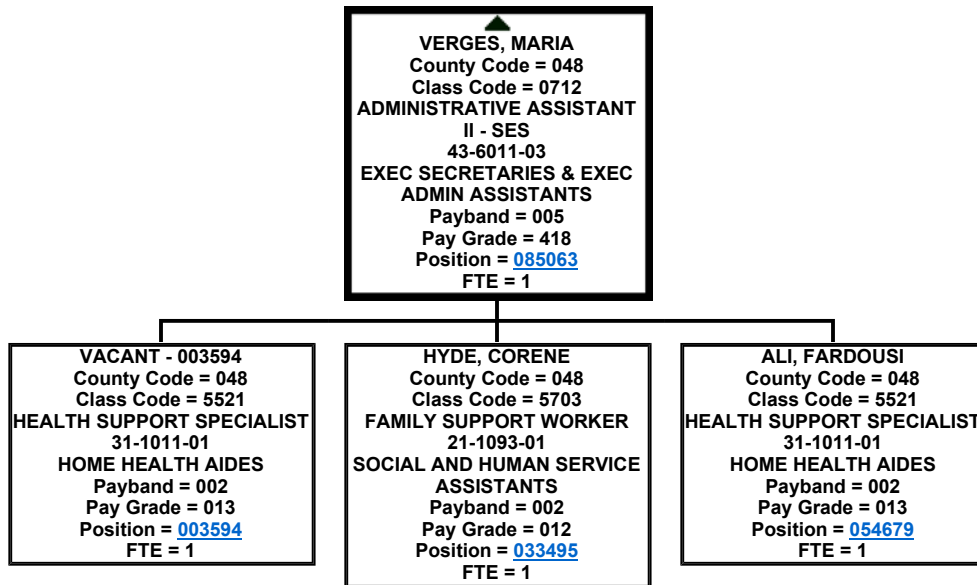 VERGES, MARIA
County Code = 048
Class Code = 0712
ADMINISTRATIVE ASSISTANT
II - SES
43-6011-03
EXEC SECRETARIES & EXEC
ADMIN ASSISTANTS
Payband = 005
Pay Grade = 418
Position = 085063
FTE = 1
VACANT - 003594
County Code = 048
Class Code = 5521
HEALTH SUPPORT SPECIALIST
31-1011-01
HOME HEALTH AIDES
Payband = 002
Pay Grade = 013
Position = 003594
FTE = 1
HYDE, CORENE
County Code = 048
Class Code = 5703
FAMILY SUPPORT WORKER
21-1093-01
SOCIAL AND HUMAN SERVICE
ASSISTANTS
Payband = 002
Pay Grade = 012
Position = 033495
FTE = 1
ALI, FARDOUSI
County Code = 048
Class Code = 5521
HEALTH SUPPORT SPECIALIST
31-1011-01
HOME HEALTH AIDES
Payband = 002
Pay Grade = 013
Position = 054679
FTE = 1